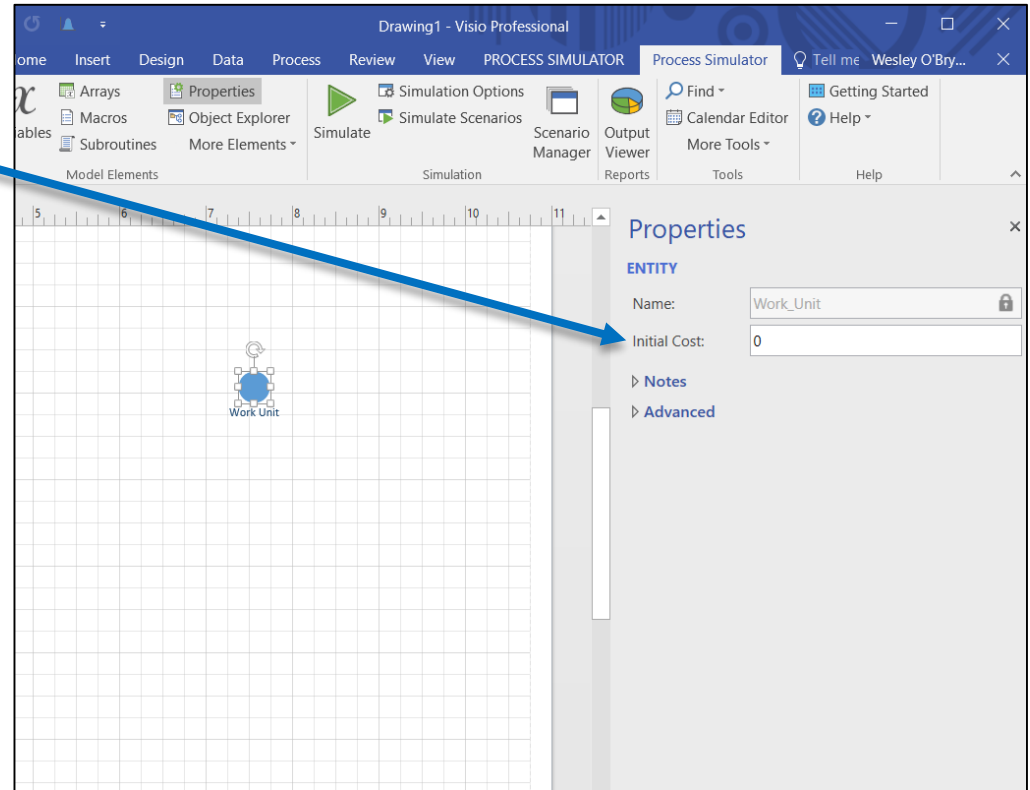 Drawing1 - Visio Professional
ome Insert Design Data Process Review View PROCESS SIMULATOR Process Simulator Tell me Wesley O'Bry...
Arrays Properties Simulation Options Find Getting Started
Macros Object Explorer Simulate Scenarios Calendar Editor Help
iables Subroutines More Elements Simulate Scenario Manager Output Viewer More Tools
Model Elements Simulation Reports Tools Help
5 6 7 8 9 10 11
Properties
ENTITY
Name: Work_Unit
Initial Cost: 0
Notes
Advanced
Work Unit